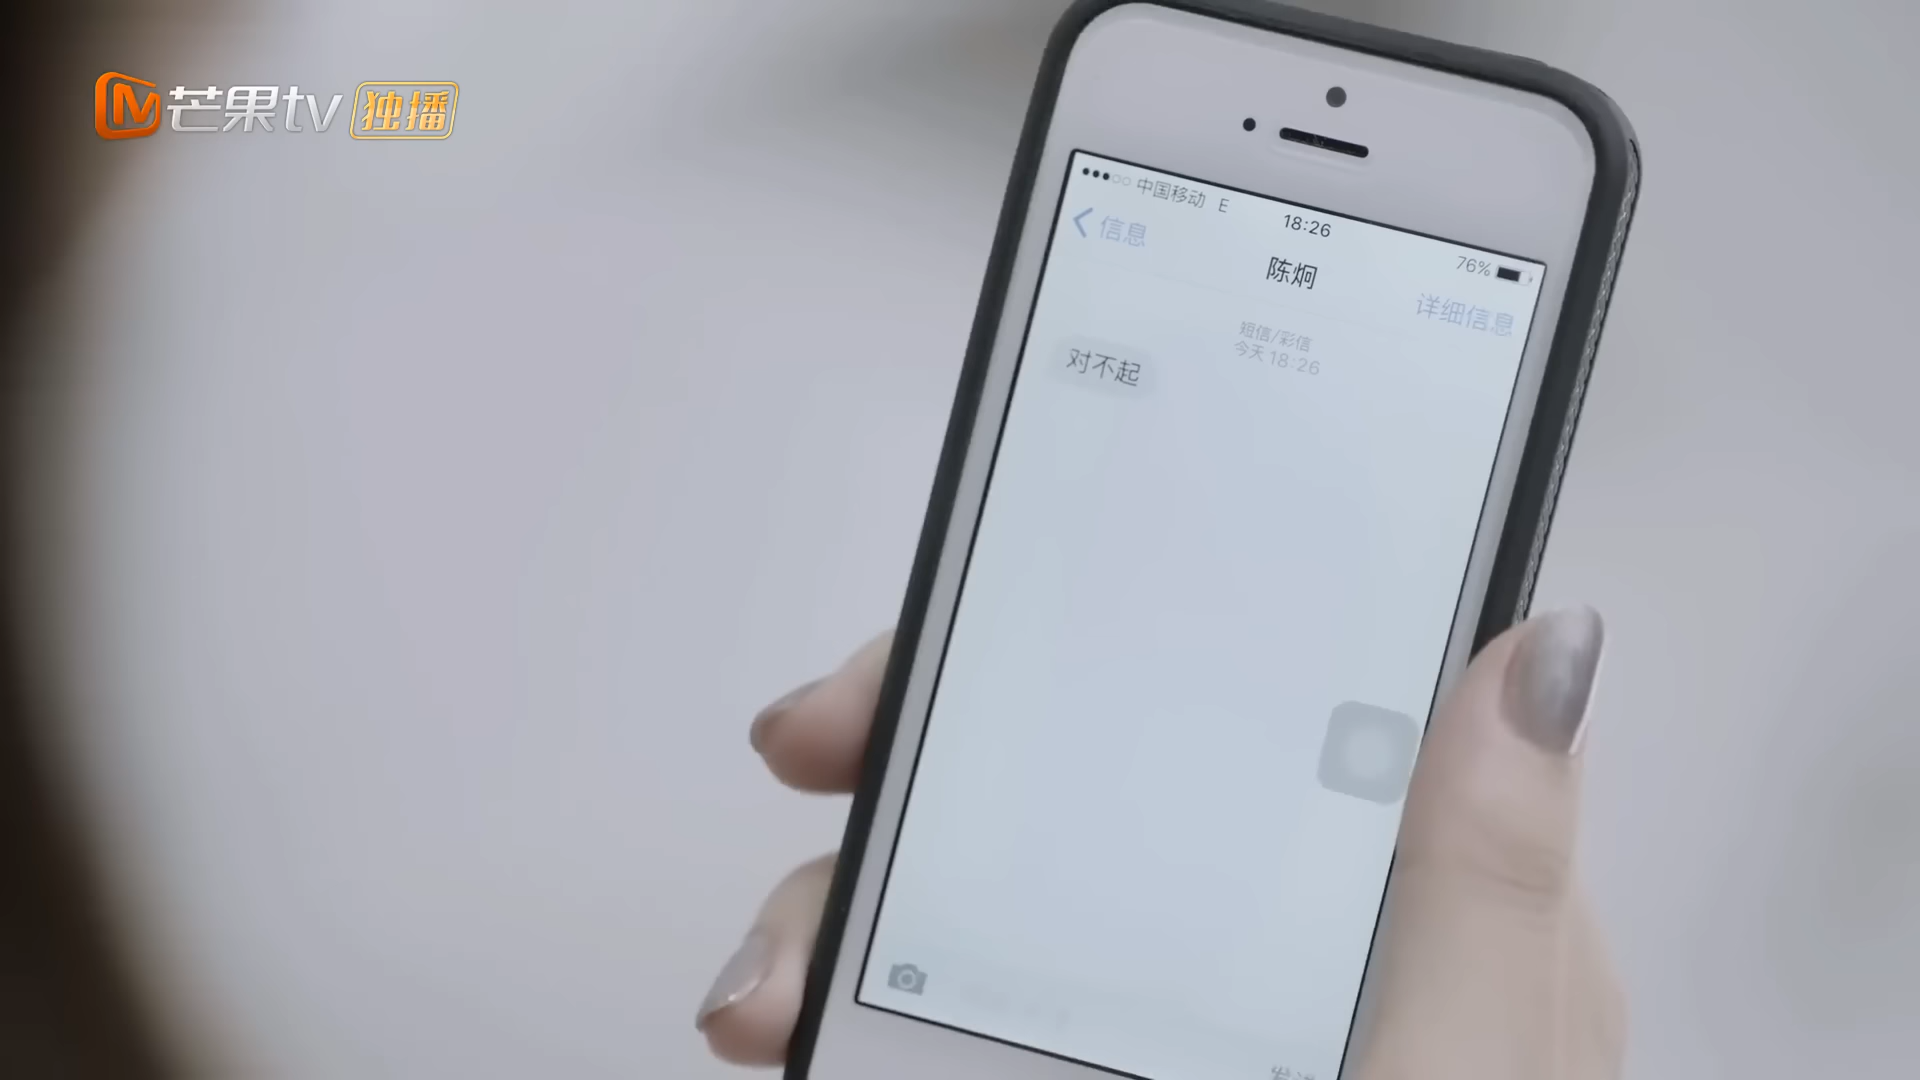 芒果tv 独播
中国移动 E 18:26 76%
信息 陈炯 详细信息
短信/彩信
今天 18:26
对不起